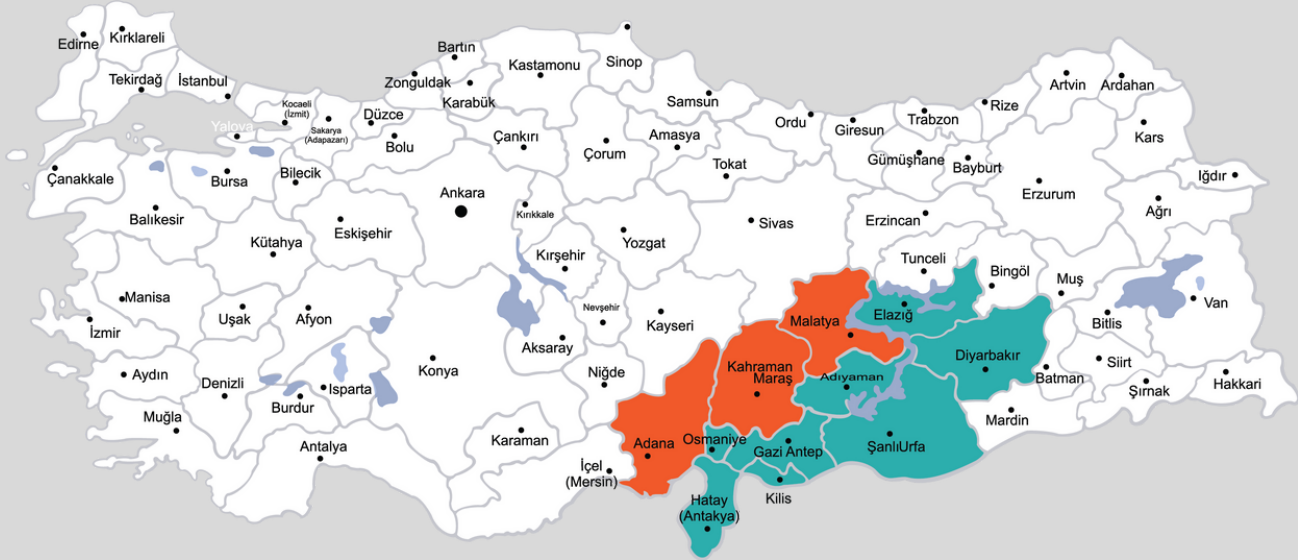 Edirne
Kırklareli
Tekirdağ
İstanbul
Kocaeli
(İzmit)
Yalova
Sakarya
(Adapazarı)
Düzce
Bolu
Zonguldak
Bartın
Karabük
Kastamonu
Sinop
Çankırı
Çorum
Samsun
Amasya
Tokat
Ordu
Giresun
Trabzon
Gümüşhane
Bayburt
Rize
Artvin
Ardahan
Kars
Iğdır
Ağrı
Erzurum
Erzincan
Sivas
Yozgat
Kırıkkale
Ankara
Eskişehir
Bilecik
Bursa
Çanakkale
Balıkesir
Kütahya
Manisa
İzmir
Uşak
Afyon
Aydın
Denizli
Muğla
Burdur
Isparta
Antalya
Konya
Karaman
Aksaray
Kırşehir
Nevşehir
Niğde
Kayseri
İçel
(Mersin)
Adana
Kahraman
Maraş
Malatya
Elazığ
Tunceli
Bingöl
Muş
Bitlis
Van
Diyarbakır
Batman
Siirt
Şırnak
Hakkari
Mardin
ŞanlıUrfa
Adıyaman
Gazi Antep
Osmaniye
Kilis
Hatay
(Antakya)